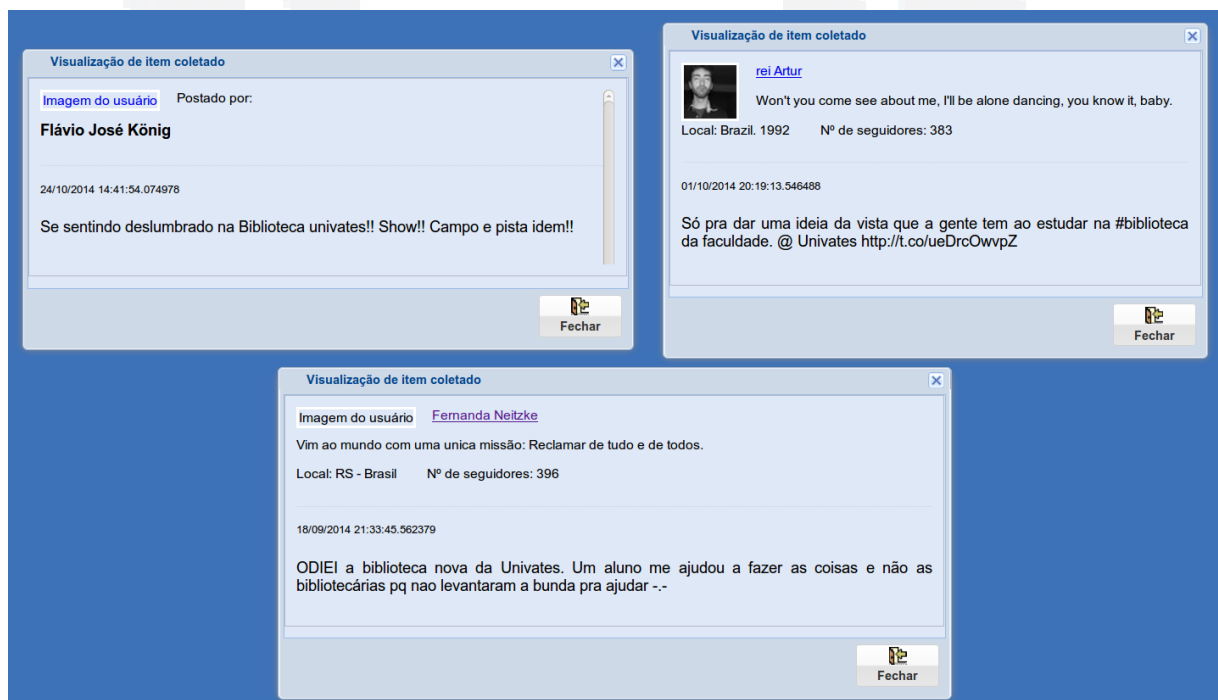 Visualização de item coletado
Imagem do usuário Postado por:
Flávio José König
24/10/2014 14:41:54.074978
Se sentindo deslumbrado na Biblioteca univates!! Show!! Campo e pista idem!!
Fechar
Visualização de item coletado
rei Artur
Won't you come see about me, I'll be alone dancing, you know it, baby.
Local: Brazil. 1992 Nº de seguidores: 383
01/10/2014 20:19:13.546488
Só pra dar uma ideia da vista que a gente tem ao estudar na #biblioteca
da faculdade. @ Univates http://t.co/ueDrcOwvpZ
Fechar
Visualização de item coletado
Imagem do usuário Fernanda Neitzke
Vim ao mundo com uma unica missão: Reclamar de tudo e de todos.
Local: RS - Brasil Nº de seguidores: 396
18/09/2014 21:33:45.562379
ODIEI a biblioteca nova da Univates. Um aluno me ajudou a fazer as coisas e não as
bibliotecárias pq nao levantaram a bunda pra ajudar -.-
Fechar